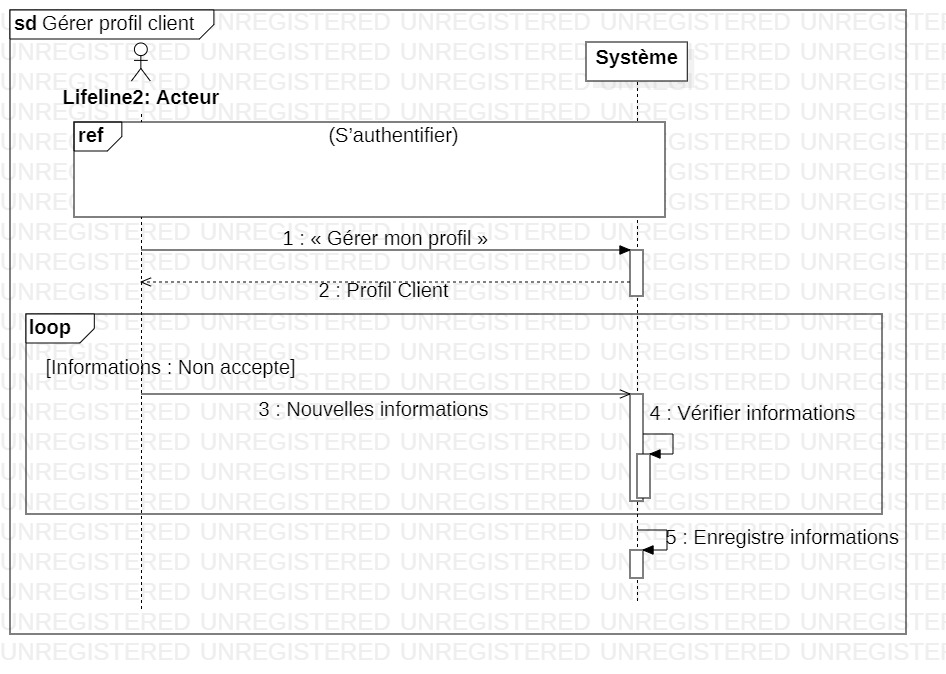 sd Gérer profil client
Système
Lifeline2: Acteur
ref
(S'authentifier)
1 : « Gérer mon profil »
2 : Profil Client
loop
[Informations : Non accepte]
3 : Nouvelles informations
4 : Vérifier informations
5 : Enregistre informations
UNREGISTERED UNREGISTERED UNREGISTERED UNREGISTERED UNREGISTERED